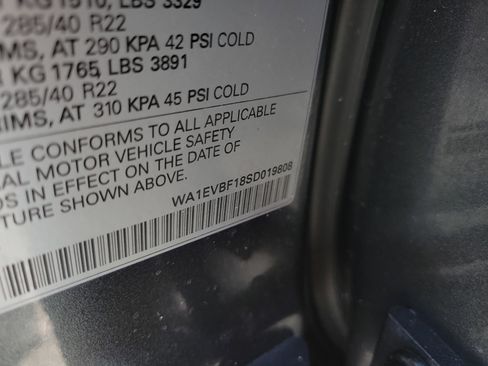 KG 1510, LBS 3329
285/40 R22
IMS, AT 290 KPA 42 PSI COLD
KG 1765, LBS 3891
285/40 R22
IMS, AT 310 KPA 45 PSI COLD
LE CONFORMS TO ALL APPLICABLE
AL MOTOR VEHICLE SAFETY
DS IN EFFECT ON THE DATE OF
TURE SHOWN ABOVE.
WA1EVBF18SD019808